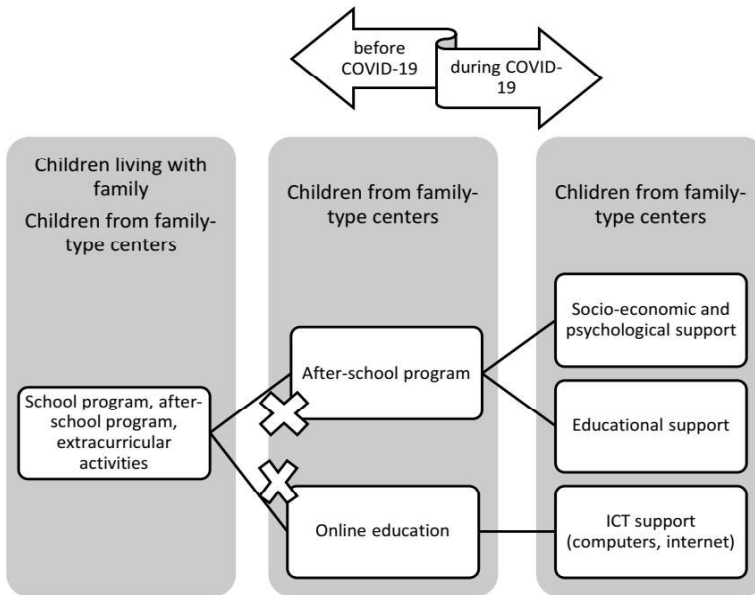 before
COVID-19
during COVID-
19
Children living with
family
Children from family-
type centers
Children from family-
type centers
Chlidren from family-
type centers
School program, after-
school program,
extracurricular
activities
After-school program
Online education
Socio-economic and
psychological support
Educational support
ICT support
(computers, internet)